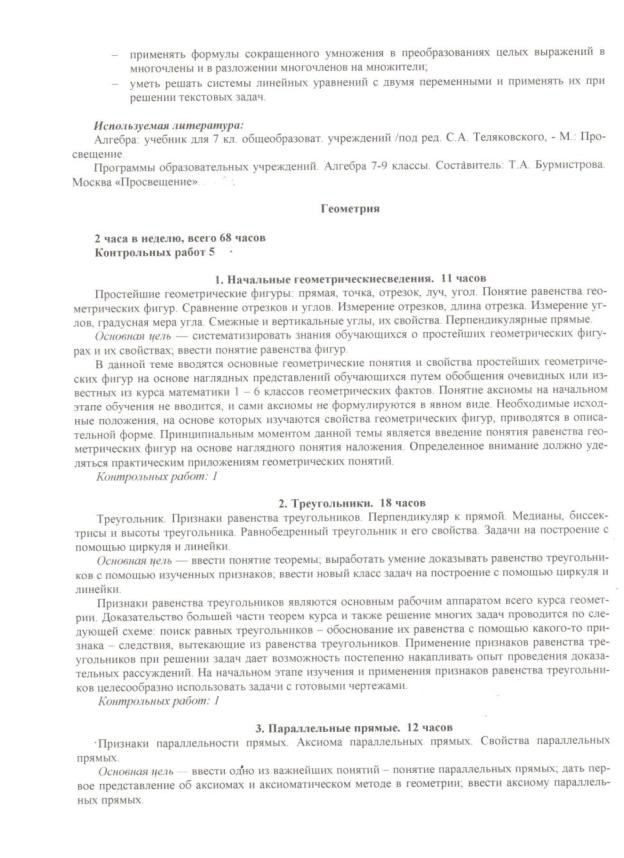 – применять формулы сокращенного умножения в преобразованиях целых выражений в
многочлены и в разложении многочленов на множители;
– уметь решать системы линейных уравнений с двумя переменными и применять их при
решении текстовых задач.
Используемая литература:
Алгебра: учебник для 7 кл. общеобразоват. учреждений /под ред. С.А. Теляковского, - М.: Про-
свещение
Программы образовательных учреждений. Алгебра 7-9 классы. Составитель: Т.А. Бурмистрова.
Москва «Просвещение»
Геометрия
2 часа в неделю, всего 68 часов
Контрольных работ 5
1. Начальные геометрическиесведения. 11 часов
Простейшие геометрические фигуры: прямая, точка, отрезок, луч, угол. Понятие равенства гео-
метрических фигур. Сравнение отрезков и углов. Измерение отрезков, длина отрезка. Измерение уг-
лов, градусная мера угла. Смежные и вертикальные углы, их свойства. Перпендикулярные прямые.
Основная цель — систематизировать знания обучающихся о простейших геометрических фигу-
рах и их свойствах; ввести понятие равенства фигур.
В данной теме вводятся основные геометрические понятия и свойства простейших геометриче-
ских фигур на основе наглядных представлений обучающихся путем обобщения очевидных или из-
вестных из курса математики 1 – 6 классов геометрических фактов. Понятие аксиомы на начальном
этапе обучения не вводится, и сами аксиомы не формулируются в явном виде. Необходимые исход-
ные положения, на основе которых изучаются свойства геометрических фигур, приводятся в описа-
тельной форме. Принципиальным моментом данной темы является введение понятия равенства гео-
метрических фигур на основе наглядного понятия наложения. Определенное внимание должно уде-
ляться практическим приложениям геометрических понятий.
Контрольных работ: 1
2. Треугольники. 18 часов
Треугольник. Признаки равенства треугольников. Перпендикуляр к прямой. Медианы, биссек-
трисы и высоты треугольника. Равнобедренный треугольник и его свойства. Задачи на построение с
помощью циркуля и линейки.
Основная цель — ввести понятие теоремы; выработать умение доказывать равенство треугольни-
ков с помощью изученных признаков; ввести новый класс задач на построение с помощью циркуля и
линейки.
Признаки равенства треугольников являются основным рабочим аппаратом всего курса геомет-
рии. Доказательство большей части теорем курса и также решение многих задач проводится по сле-
дующей схеме: поиск равных треугольников – обоснование их равенства с помощью какого-то при-
знака – следствия, вытекающие из равенства треугольников. Применение признаков равенства тре-
угольников при решении задач дает возможность постепенно накапливать опыт проведения доказа-
тельных рассуждений. На начальном этапе изучения и применения признаков равенства треугольни-
ков целесообразно использовать задачи с готовыми чертежами.
Контрольных работ: 1
3. Параллельные прямые. 12 часов
Признаки параллельности прямых. Аксиома параллельных прямых. Свойства параллельных
прямых.
Основная цель — ввести одно из важнейших понятий – понятие параллельных прямых; дать пер-
вое представление об аксиомах и аксиоматическом методе в геометрии; ввести аксиому параллель-
ных прямых.